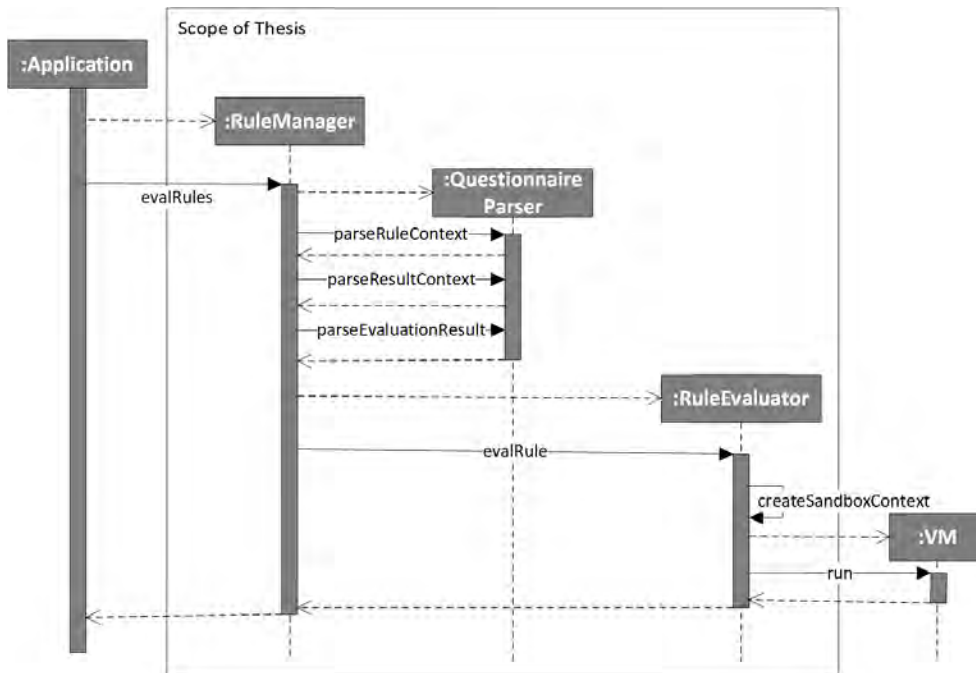 Scope of Thesis
:Application
:RuleManager
evalRules
:Questionnaire
Parser
parseRuleContext
parseResultContext
parseEvaluationResult
:RuleEvaluator
evalRule
createSandboxContext
:VM
run